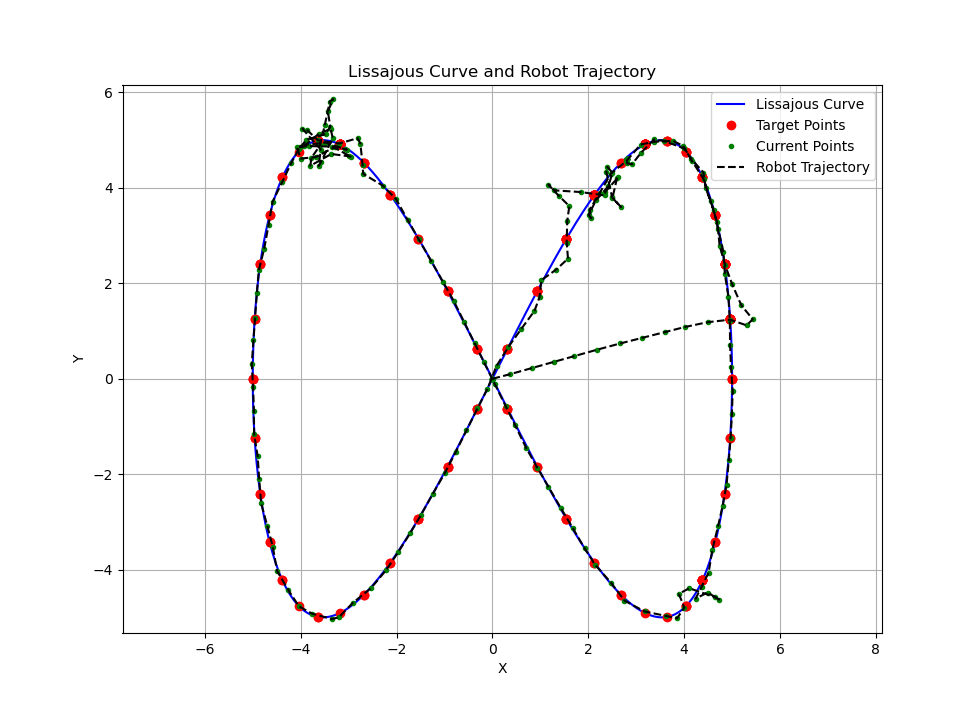 Lissajous Curve and Robot Trajectory
Lissajous Curve
Target Points
Current Points
Robot Trajectory
6
4
2
0
−2
−4
Y
−6 −4 −2 0 2 4 6 8
X